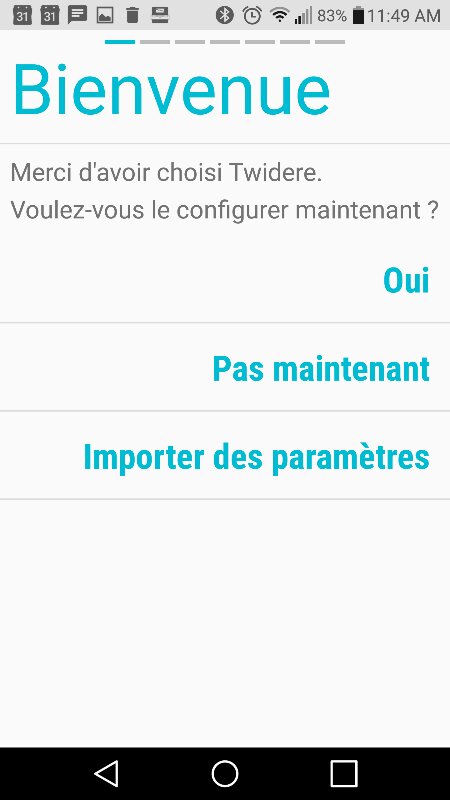 31 31 83% 11:49 AM
Bienvenue
Merci d'avoir choisi Twidere.
Voulez-vous le configurer maintenant ?
Oui
Pas maintenant
Importer des paramètres